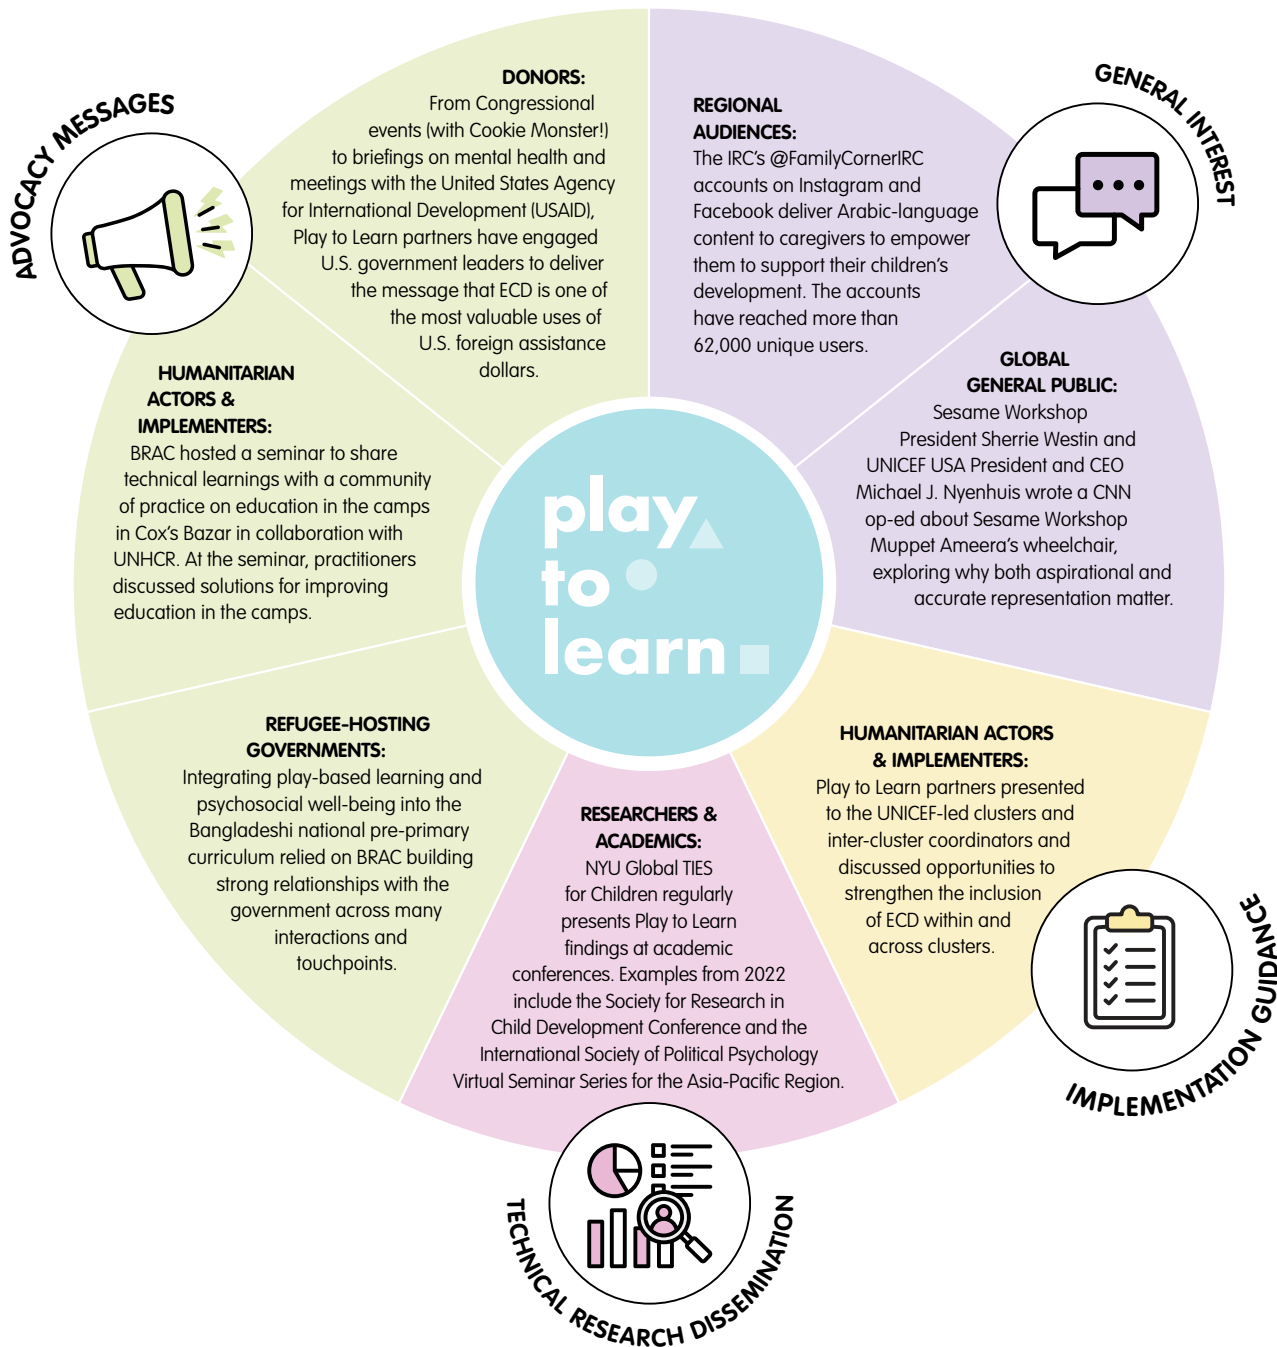 ADVOCACY MESSAGES
DONORS:
From Congressional
events (with Cookie Monster!)
to briefings on mental health and
meetings with the United States Agency
for International Development (USAID),
Play to Learn partners have engaged
U.S. government leaders to deliver
the message that ECD is one of
the most valuable uses of
U.S. foreign assistance
dollars.
HUMANITARIAN
ACTORS &
IMPLEMENTERS:
BRAC hosted a seminar to share
technical learnings with a community
of practice on education in the camps
in Cox's Bazar in collaboration with
UNHCR. At the seminar, practitioners
discussed solutions for improving
education in the camps.
REFUGEE-HOSTING
GOVERNMENTS:
Integrating play-based learning and
psychosocial well-being into the
Bangladeshi national pre-primary
curriculum relied on BRAC building
strong relationships with the
government across many
interactions and
touchpoints.
GENERAL INTEREST
REGIONAL
AUDIENCES:
The IRC's @FamilyCornerIRC
accounts on Instagram and
Facebook deliver Arabic-language
content to caregivers to empower
them to support their children's
development. The accounts
have reached more than
62,000 unique users.
GLOBAL
GENERAL PUBLIC:
Sesame Workshop
President Sherrie Westin and
UNICEF USA President and CEO
Michael J. Nyenhuis wrote a CNN
op-ed about Sesame Workshop
Muppet Ameera's wheelchair,
exploring why both aspirational and
accurate representation matter.
play
to
learn
HUMANITARIAN ACTORS
& IMPLEMENTERS:
Play to Learn partners presented
to the UNICEF-led clusters and
inter-cluster coordinators and
discussed opportunities to
strengthen the inclusion
of ECD within and
across clusters.
IMPLEMENTATION GUIDANCE
RESEARCHERS &
ACADEMICS:
NYU Global TIES
for Children regularly
presents Play to Learn
findings at academic
conferences. Examples from 2022
include the Society for Research in
Child Development Conference and the
International Society of Political Psychology
Virtual Seminar Series for the Asia-Pacific Region.
TECHNICAL RESEARCH DISSEMINATION